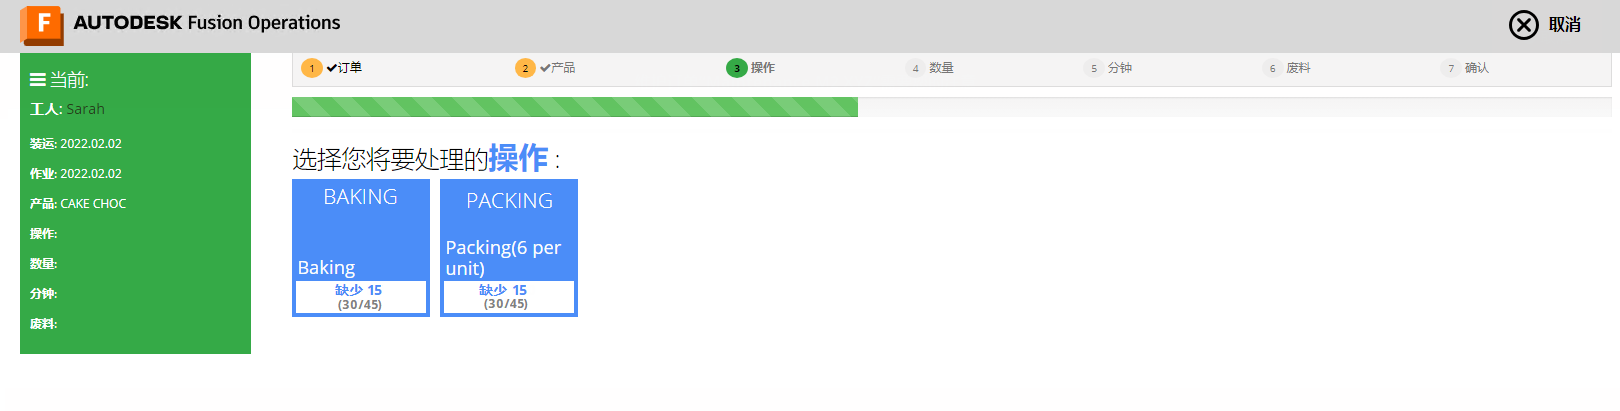 F AUTODESK Fusion Operations
取消
当前:
工人: Sarah
装运: 2022.02.02
作业: 2022.02.02
产品: CAKE CHOC
操作:
数量:
分钟:
废料:
1 ✔订单 2 ✔产品 3 操作 4 数量 5 分钟 6 废料 7 确认
选择您将要处理的操作 :
BAKING
Baking
缺少 15
(30/45)
PACKING
Packing(6 per
unit)
缺少 15
(30/45)